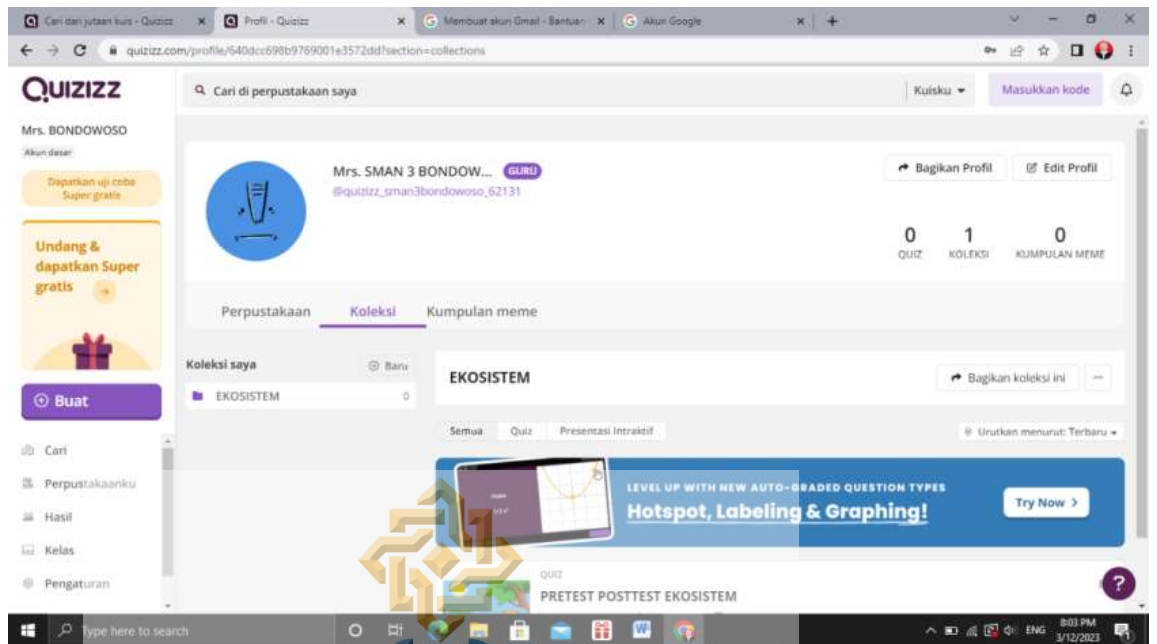 Cari dan jutaan kuis - Quizizz
Profil - Quizizz
Membuat akun Gmail - Bantuan
Akun Google
quizizz.com/profile/640dcc698b9769001e3572dd?section=collections
QUIZIZZ
Cari di perpustakaan saya
Kuisku
Masukkan kode
Mrs. BONDOWOSO
Akun dasar
Dapatkan uji coba
Super gratis
Undang &
dapatkan Super
gratis
Buat
Cari
Perpustakaanku
Hasil
Kelas
Pengaturan
Mrs. SMAN 3 BONDOW... GURU
@quizizz_sman3bondowoso_62131
Bagikan Profil
Edit Profil
0 1 0
QUIZ KOLEKSI KUMPULAN MEME
Perpustakaan Koleksi Kumpulan meme
Koleksi saya
Baru
EKOSISTEM 0
EKOSISTEM
Bagikan koleksi ini
Semua Quiz Presentasi Intraktif
Urutkan menurut: Terbaru
LEVEL UP WITH NEW AUTO-GRADED QUESTION TYPES
Hotspot, Labeling & Graphing!
Try Now >
QUIZ
PRETEST POSTTEST EKOSISTEM
?
Type here to search
ENG
8:03 PM
3/12/2023